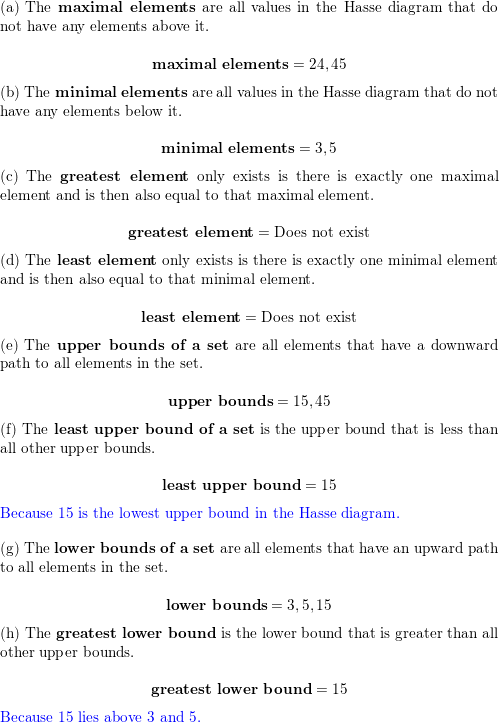 (a) The maximal elements are all values in the Hasse diagram that do
not have any elements above it.
maximal elements = 24, 45
(b) The minimal elements are all values in the Hasse diagram that do not
have any elements below it.
minimal elements = 3, 5
(c) The greatest element only exists is there is exactly one maximal
element and is then also equal to that maximal element.
greatest element = Does not exist
(d) The least element only exists is there is exactly one minimal element
and is then also equal to that minimal element.
least element = Does not exist
(e) The upper bounds of a set are all elements that have a downward
path to all elements in the set.
upper bounds = 15, 45
(f) The least upper bound of a set is the upper bound that is less than
all other upper bounds.
least upper bound = 15
Because 15 is the lowest upper bound in the Hasse diagram.
(g) The lower bounds of a set are all elements that have an upward path
to all elements in the set.
lower bounds = 3, 5, 15
(h) The greatest lower bound is the lower bound that is greater than all
other upper bounds.
greatest lower bound = 15
Because 15 lies above 3 and 5.